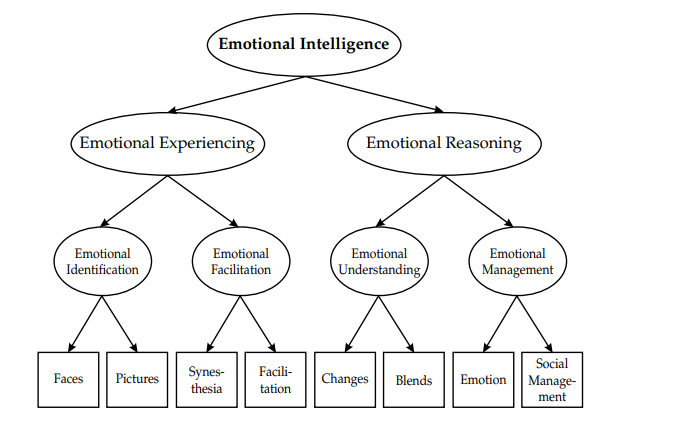 Emotional Intelligence
Emotional Experiencing
Emotional Reasoning
Emotional
Identification
Emotional
Facilitation
Emotional
Understanding
Emotional
Management
Faces
Pictures
Synes-
thesia
Facili-
tation
Changes
Blends
Emotion
Social
Manage-
ment